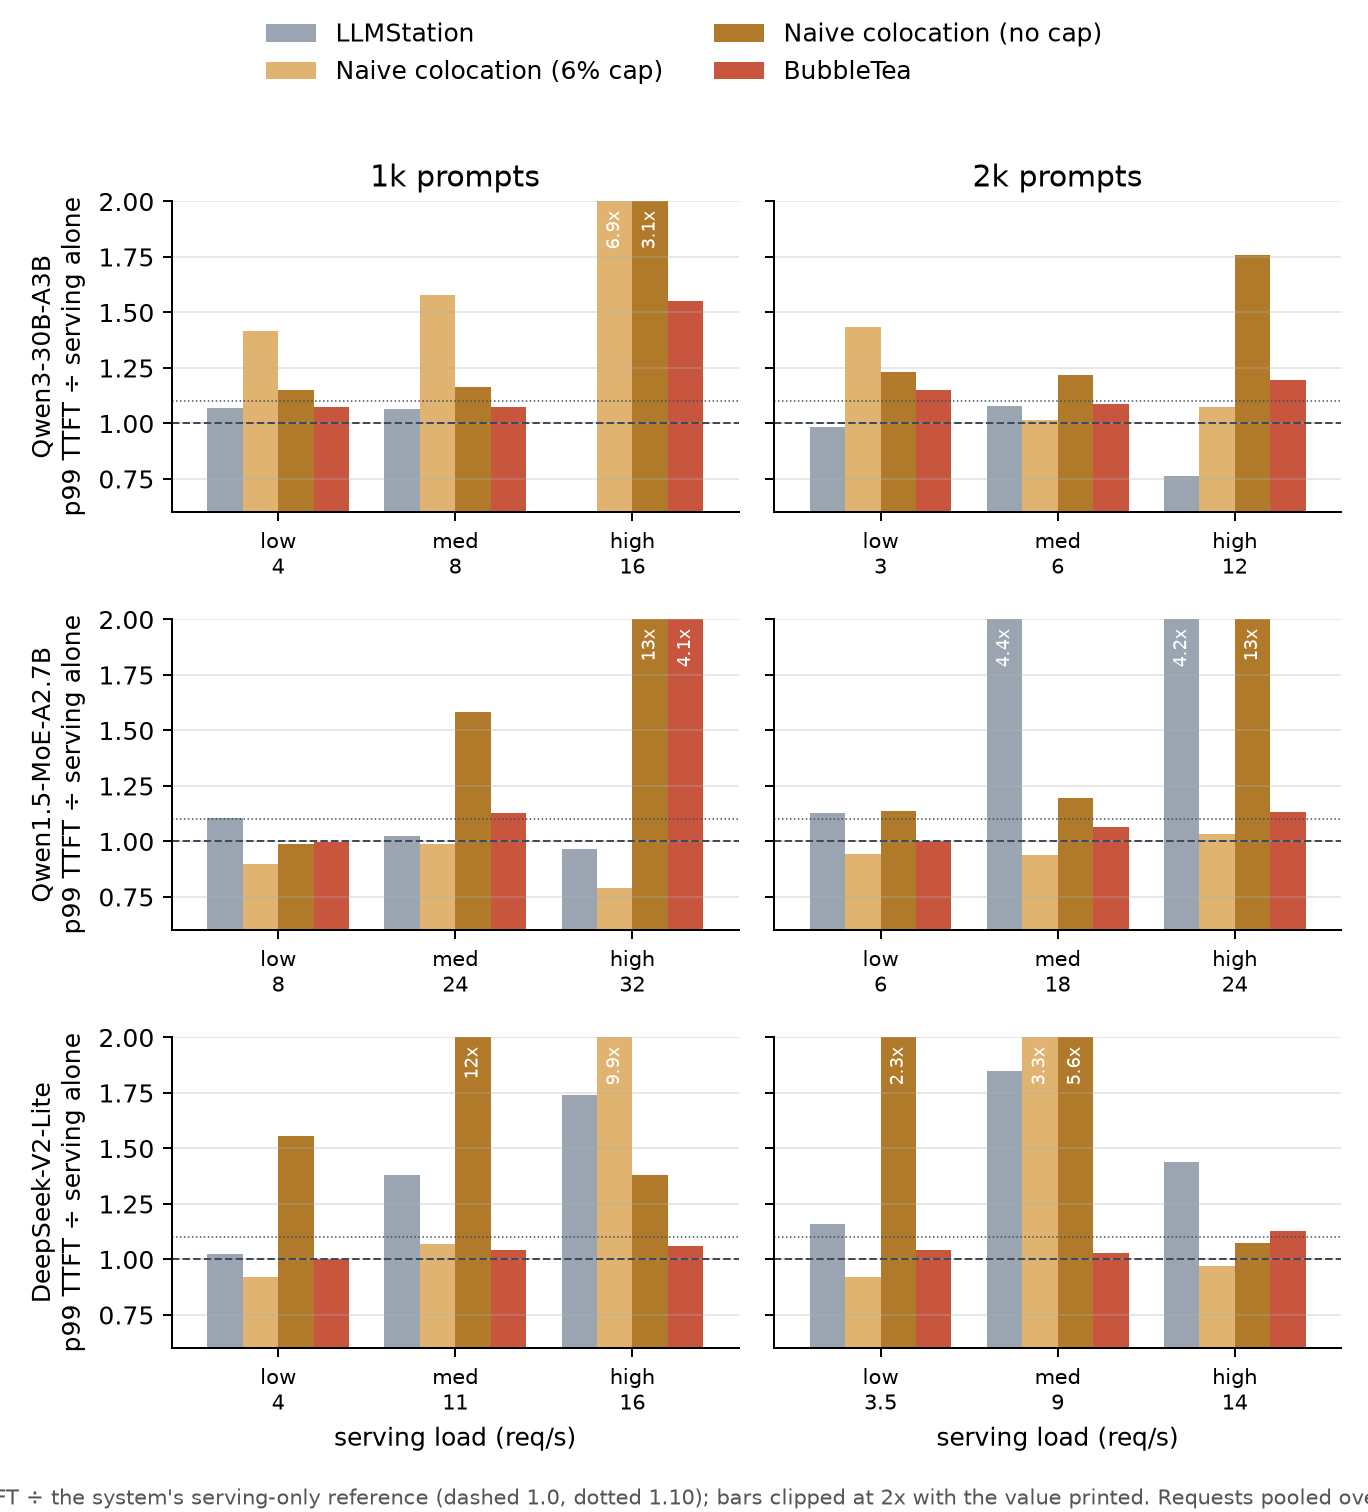 LLMStation
Naive colocation (6% cap)
Naive colocation (no cap)
BubbleTea
1k prompts
2k prompts
Qwen3-30B-A3B
p99 TTFT ÷ serving alone
2.00
1.75
1.50
1.25
1.00
0.75
6.9x
3.1x
low
4
med
8
high
16
low
3
med
6
high
12
Qwen1.5-MoE-A2.7B
p99 TTFT ÷ serving alone
2.00
1.75
1.50
1.25
1.00
0.75
13x
4.1x
4.4x
4.2x
13x
low
8
med
24
high
32
low
6
med
18
high
24
DeepSeek-V2-Lite
p99 TTFT ÷ serving alone
2.00
1.75
1.50
1.25
1.00
0.75
12x
9.9x
2.3x
3.3x
5.6x
low
4
med
11
high
16
low
3.5
med
9
high
14
serving load (req/s)
serving load (req/s)
÷ the system's serving-only reference (dashed 1.0, dotted 1.10); bars clipped at 2x with the value printed. Requests pooled